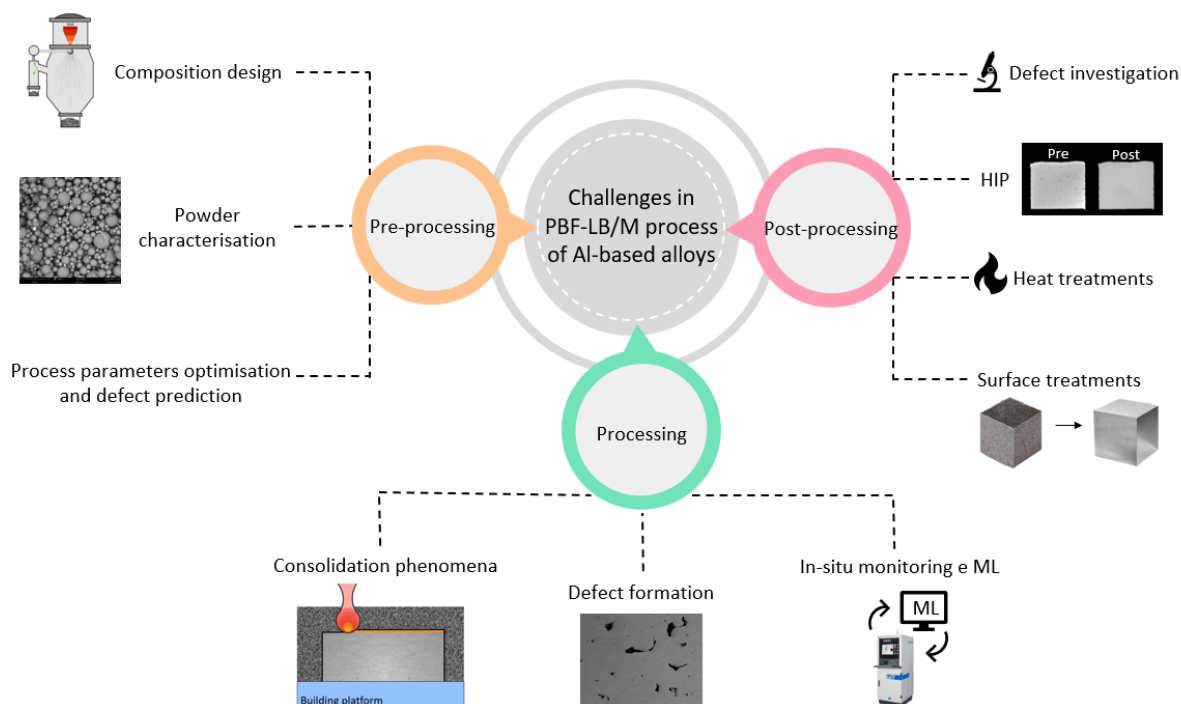 Composition design
Powder
characterisation
Process parameters optimisation
and defect prediction
Pre-processing
Challenges in
PBF-LB/M process
of Al-based alloys
Post-processing
Defect investigation
HIP
Pre
Post
Heat treatments
Surface treatments
Processing
Consolidation phenomena
Building platform
Defect formation
In-situ monitoring e ML
ML